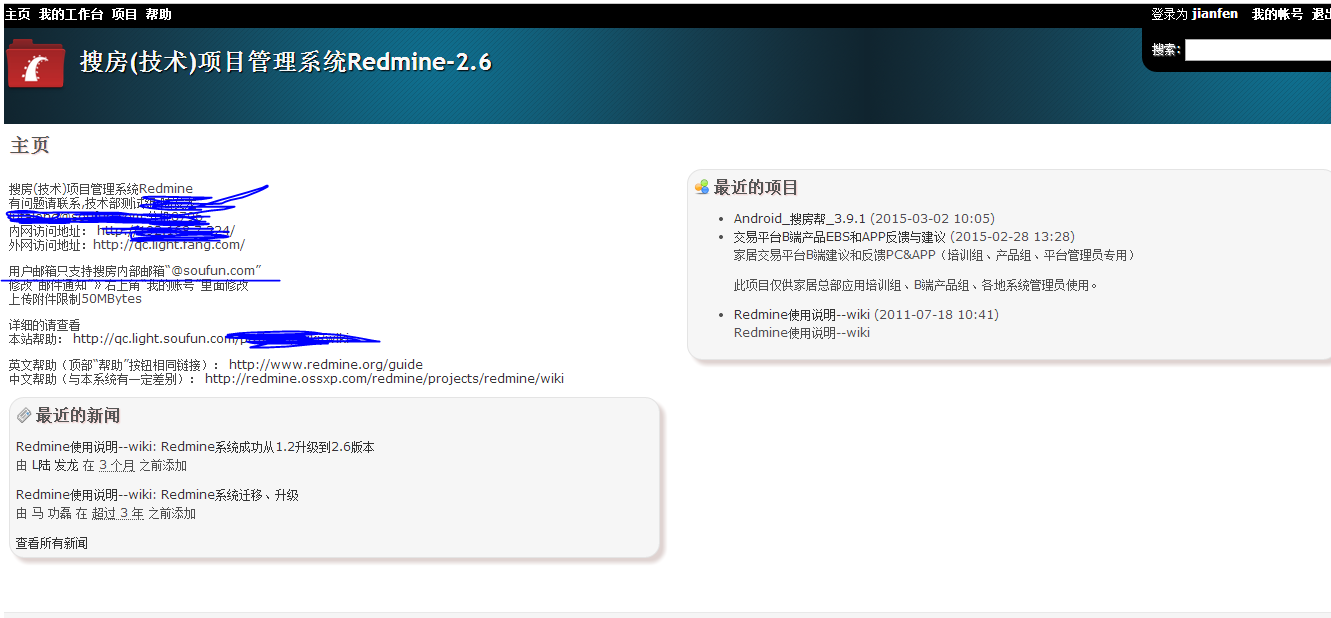 主页 我的工作台 项目 帮助
登录为 jianfen 我的帐号 退出
搜房(技术)项目管理系统Redmine-2.6
搜索:
主页
搜房(技术)项目管理系统Redmine
有问题请联系,技术部测试
内网访问地址: ht
外网访问地址: http://qc.light.fang.com/
用户邮箱只支持搜房内部邮箱“@soufun.com”
修改“邮件通知”》右上角“我的账号”里面修改
上传附件限制50MBytes
详细的请查看
本站帮助: http://qc.light.soufun.com/
英文帮助（顶部“帮助”按钮相同链接）: http://www.redmine.org/guide
中文帮助（与本系统有一定差别）: http://redmine.ossxp.com/redmine/projects/redmine/wiki
最近的新闻
Redmine使用说明--wiki: Redmine系统成功从1.2升级到2.6版本
由 L陆 发龙 在 3 个月 之前添加
Redmine使用说明--wiki: Redmine系统迁移、升级
由 马 功磊 在 超过 3 年 之前添加
查看所有新闻
最近的项目
Android_搜房帮_3.9.1 (2015-03-02 10:05)
交易平台B端产品EBS和APP反馈与建议 (2015-02-28 13:28)
家居交易平台B端建议和反馈PC&APP（培训组、产品组、平台管理员专用）
此项目仅供家居总部应用培训组、B端产品组、各地系统管理员使用。
Redmine使用说明--wiki (2011-07-18 10:41)
Redmine使用说明--wiki